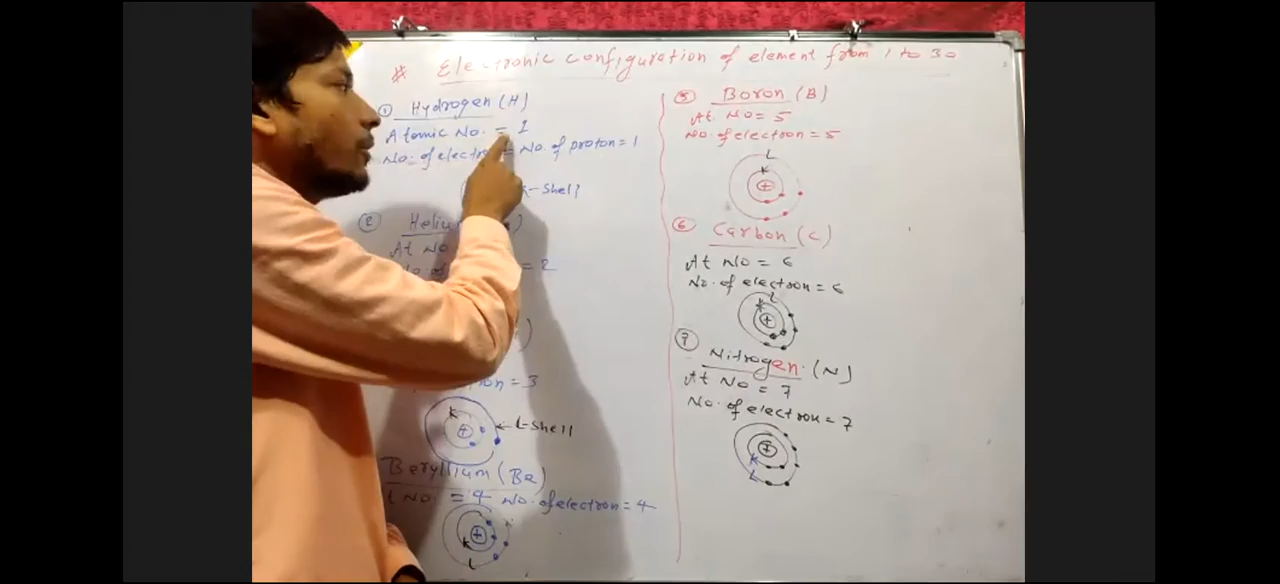 # Electronic configuration of element from 1 to 30
① Hydrogen (H)
Atomic No. = 1
No. of electron = No. of proton = 1
K-Shell
②
At No
= 2
= 3
K
L-Shell
Beryllium (Be)
t No = 4 No. of electron = 4
K
L
⑤ Boron (B)
At No = 5
No. of electron = 5
L
K
⑥ Carbon (C)
At No = 6
No. of electron = 6
L
K
⑦ Nitrogen (N)
At No = 7
No. of electron = 7
K
L